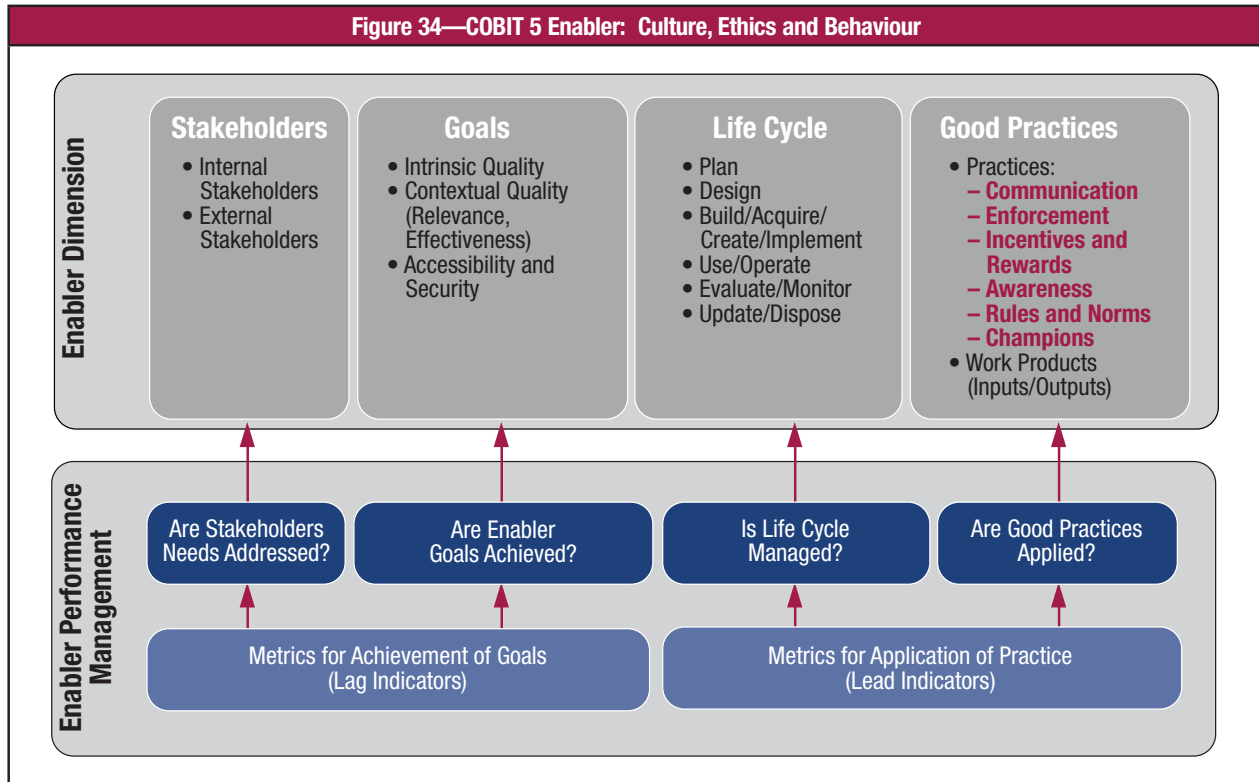 Figure 34—COBIT 5 Enabler: Culture, Ethics and Behaviour
Enabler Dimension
Stakeholders
• Internal
Stakeholders
• External
Stakeholders
Goals
• Intrinsic Quality
• Contextual Quality
(Relevance,
Effectiveness)
• Accessibility and
Security
Life Cycle
• Plan
• Design
• Build/Acquire/
Create/Implement
• Use/Operate
• Evaluate/Monitor
• Update/Dispose
Good Practices
• Practices:
– Communication
– Enforcement
– Incentives and
Rewards
– Awareness
– Rules and Norms
– Champions
• Work Products
(Inputs/Outputs)
Enabler Performance
Management
Are Stakeholders
Needs Addressed?
Are Enabler
Goals Achieved?
Is Life Cycle
Managed?
Are Good Practices
Applied?
Metrics for Achievement of Goals
(Lag Indicators)
Metrics for Application of Practice
(Lead Indicators)